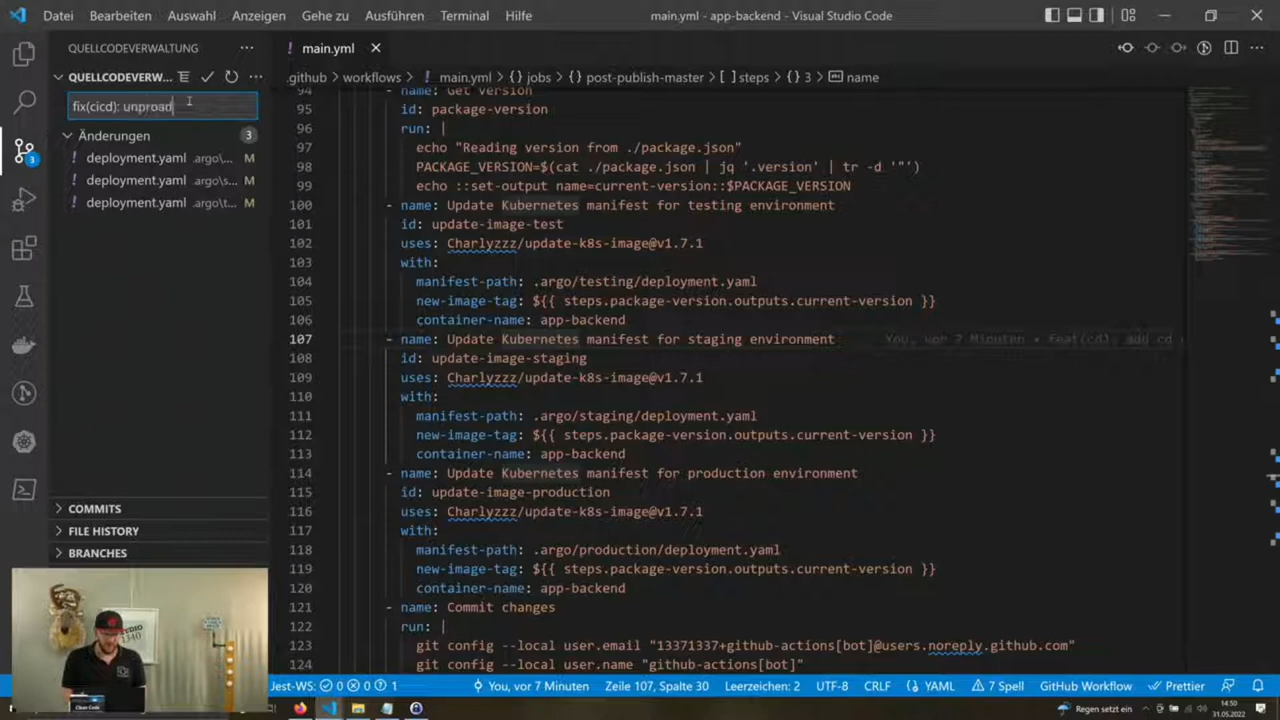 Datei Bearbeiten Auswahl Anzeigen Gehe zu Ausführen Terminal Hilfe main.yml - app-backend - Visual Studio Code
QUELLCODEVERWALTUNG
main.yml
QUELLCODEVERW...
.github workflows main.yml {} jobs {} post-publish-master [ ] steps {} 3 name
fix(cicd): unproad
Änderungen 3
deployment.yaml .argo\... M
deployment.yaml .argo\s... M
deployment.yaml .argo\t... M
3
COMMITS
FILE HISTORY
BRANCHES
94 - name: Get version
95 id: package-version
96 run: |
97 echo "Reading version from ./package.json"
98 PACKAGE_VERSION=$(cat ./package.json | jq '.version' | tr -d '"')
99 echo ::set-output name=current-version::$PACKAGE_VERSION
100 - name: Update Kubernetes manifest for testing environment
101 id: update-image-test
102 uses: Charlyzzz/update-k8s-image@v1.7.1
103 with:
104 manifest-path: .argo/testing/deployment.yaml
105 new-image-tag: ${{ steps.package-version.outputs.current-version }}
106 container-name: app-backend
107 - name: Update Kubernetes manifest for staging environment You, vor 7 Minuten • feat(cd), add cd
108 id: update-image-staging
109 uses: Charlyzzz/update-k8s-image@v1.7.1
110 with:
111 manifest-path: .argo/staging/deployment.yaml
112 new-image-tag: ${{ steps.package-version.outputs.current-version }}
113 container-name: app-backend
114 - name: Update Kubernetes manifest for production environment
115 id: update-image-production
116 uses: Charlyzzz/update-k8s-image@v1.7.1
117 with:
118 manifest-path: .argo/production/deployment.yaml
119 new-image-tag: ${{ steps.package-version.outputs.current-version }}
120 container-name: app-backend
121 - name: Commit changes
122 run: |
123 git config --local user.email "13371337+github-actions[bot]@users.noreply.github.com"
124 git config --local user.name "github-actions[bot]"
Clean Code
Jest-WS: 0 0 1 You, vor 7 Minuten Zeile 107, Spalte 30 Leerzeichen: 2 UTF-8 CRLF YAML 7 Spell GitHub Workflow Prettier
Regen setzt ein 14:50
31.05.2022